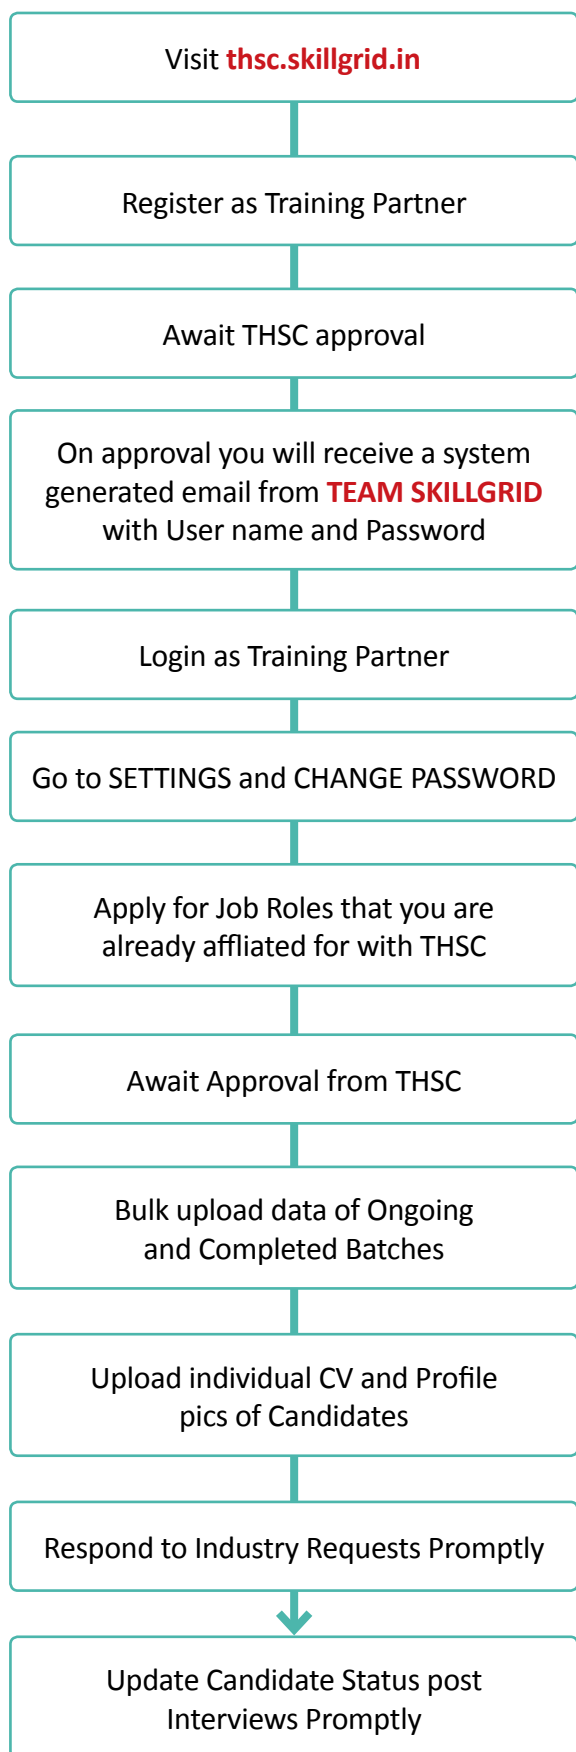 Visit thsc.skillgrid.in
Register as Training Partner
Await THSC approval
On approval you will receive a system
generated email from TEAM SKILLGRID
with User name and Password
Login as Training Partner
Go to SETTINGS and CHANGE PASSWORD
Apply for Job Roles that you are
already affliated for with THSC
Await Approval from THSC
Bulk upload data of Ongoing
and Completed Batches
Upload individual CV and Profile
pics of Candidates
Respond to Industry Requests Promptly
Update Candidate Status post
Interviews Promptly